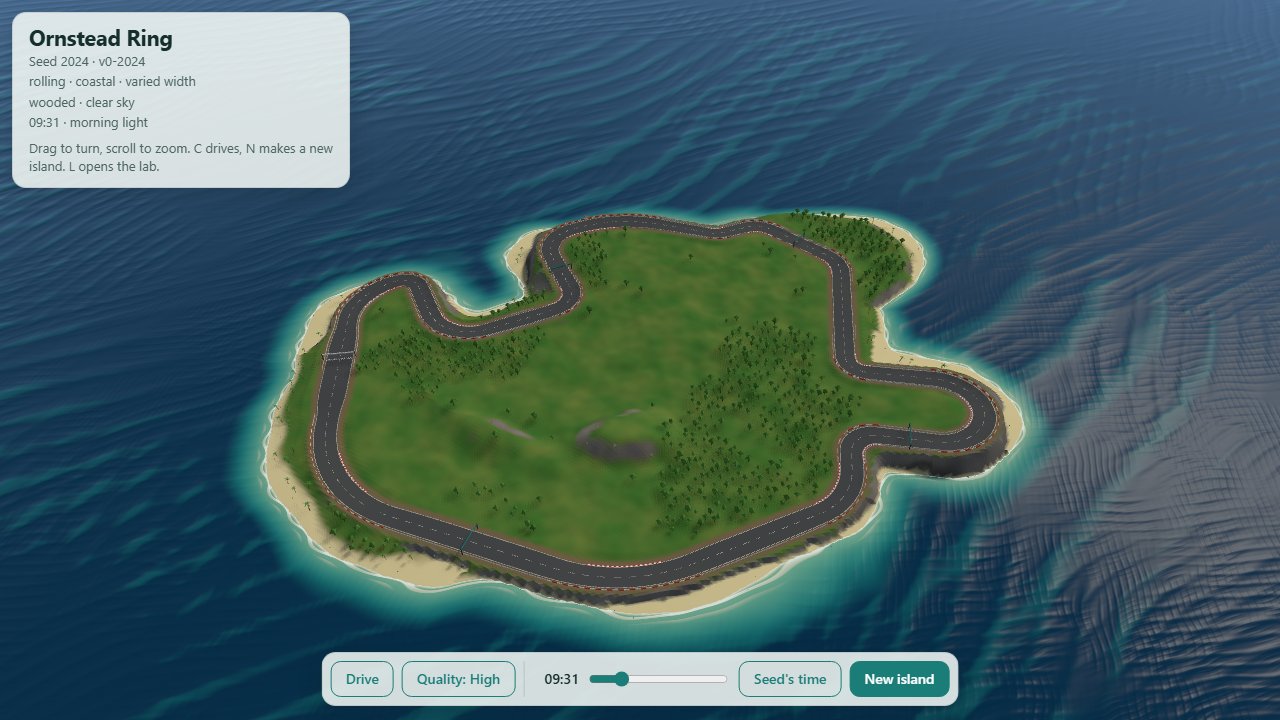 Ornstead Ring
Seed 2024 · v0-2024
rolling · coastal · varied width
wooded · clear sky
09:31 · morning light
Drag to turn, scroll to zoom. C drives, N makes a new
island. L opens the lab.
Drive
Quality: High
09:31
Seed's time
New island